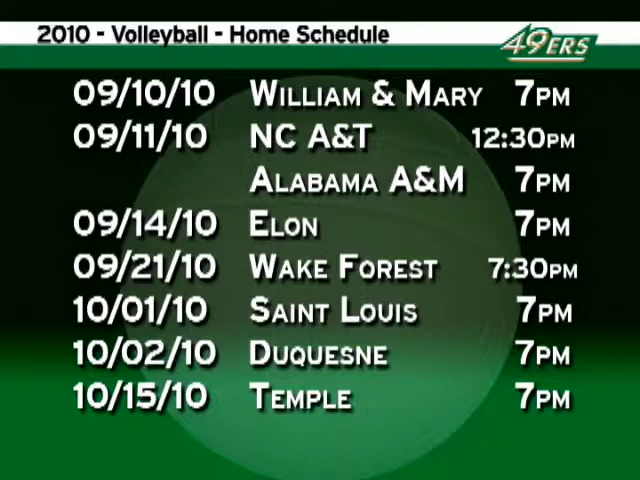 2010 - Volleyball - Home Schedule
49ERS
09/10/10 WILLIAM & MARY 7PM
09/11/10 NC A&T 12:30PM
ALABAMA A&M 7PM
09/14/10 ELON 7PM
09/21/10 WAKE FOREST 7:30PM
10/01/10 SAINT LOUIS 7PM
10/02/10 DUQUESNE 7PM
10/15/10 TEMPLE 7PM